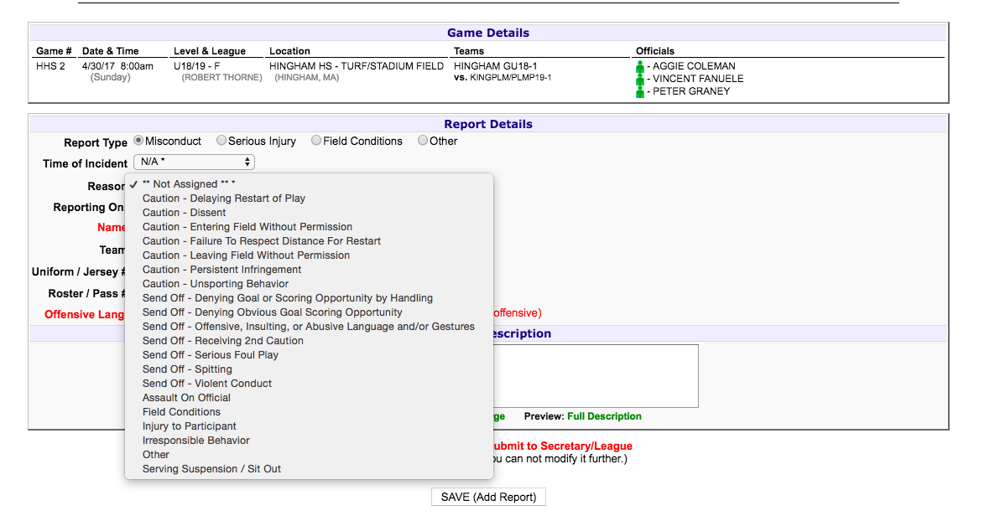 Game Details
Game # Date & Time Level & League Location Teams Officials
HHS 2 4/30/17 8:00am U18/19 - F HINGHAM HS - TURF/STADIUM FIELD HINGHAM GU18-1 - AGGIE COLEMAN
(Sunday) (ROBERT THORNE) (HINGHAM, MA) vs. KINGPLM/PLMP19-1 - VINCENT FANUELE
- PETER GRANEY
Report Details
Report Type Misconduct Serious Injury Field Conditions Other
Time of Incident N/A *
Reason ✓ ** Not Assigned ** *
Caution - Delaying Restart of Play
Reporting On Caution - Dissent
Name Caution - Entering Field Without Permission
Caution - Failure To Respect Distance For Restart
Team Caution - Leaving Field Without Permission
Uniform / Jersey # Caution - Persistent Infringement
Caution - Unsporting Behavior
Roster / Pass # Send Off - Denying Goal or Scoring Opportunity by Handling
Offensive Lang Send Off - Denying Obvious Goal Scoring Opportunity offensive)
Send Off - Offensive, Insulting, or Abusive Language and/or Gestures escription
Send Off - Receiving 2nd Caution
Send Off - Serious Foul Play
Send Off - Spitting
Send Off - Violent Conduct
Assault On Official
Field Conditions ge Preview: Full Description
Injury to Participant
Irresponsible Behavior ubmit to Secretary/League
Other ou can not modify it further.)
Serving Suspension / Sit Out
SAVE (Add Report)